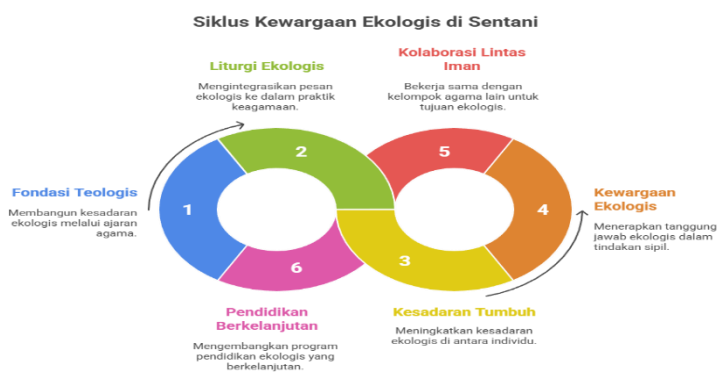 Siklus Kewargaan Ekologis di Sentani
Liturgi Ekologis
Mengintegrasikan pesan
ekologis ke dalam praktik
keagamaan.
Kolaborasi Lintas
Iman
Bekerja sama dengan
kelompok agama lain untuk
tujuan ekologis.
2
5
Fondasi Teologis
Membangun kesadaran
ekologis melalui ajaran
agama.
1
4
Kewargaan
Ekologis
Menerapkan tanggung
jawab ekologis dalam
tindakan sipil.
6
3
Pendidikan
Berkelanjutan
Mengembangkan program
pendidikan ekologis yang
berkelanjutan.
Kesadaran Tumbuh
Meningkatkan kesadaran
ekologis di antara individu.